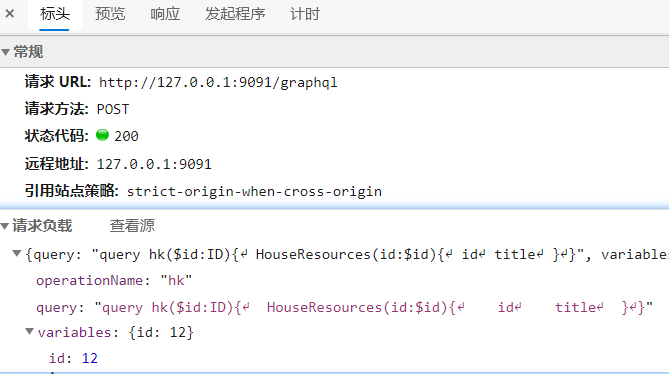 × 标头 预览 响应 发起程序 计时
▼常规
请求 URL: http://127.0.0.1:9091/graphql
请求方法: POST
状态代码: 200
远程地址: 127.0.0.1:9091
引用站点策略: strict-origin-when-cross-origin
▼请求负载 查看源
▼{query: "query hk($id:ID){↵ HouseResources(id:$id){↵ id↵ title↵ }↵}", variable
operationName: "hk"
query: "query hk($id:ID){↵  HouseResources(id:$id){↵    id↵    title↵  }↵}"
▼variables: {id: 12}
id: 12